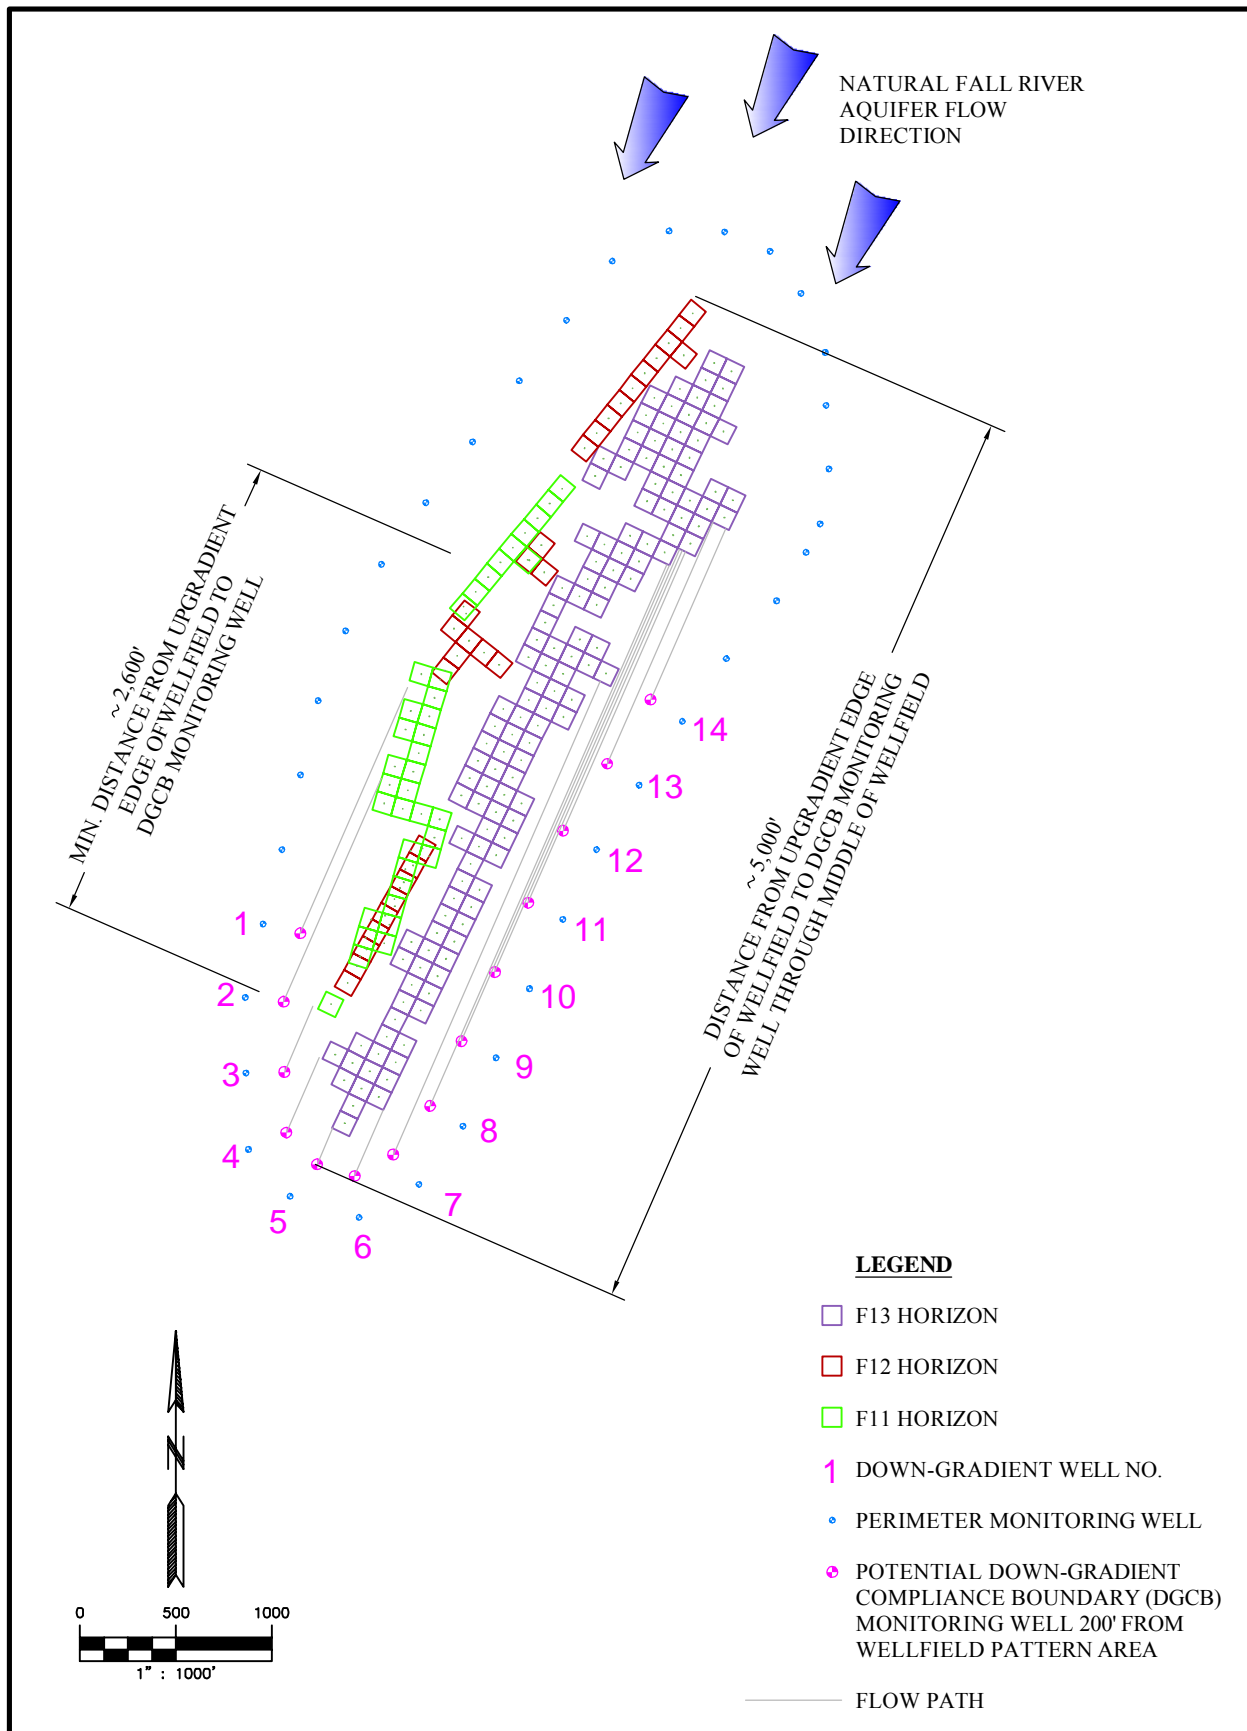 NATURAL FALL RIVER
AQUIFER FLOW
DIRECTION
~ 2,600'
MIN. DISTANCE FROM UPGRADIENT
EDGE OF WELLFIELD TO
DGCB MONITORING WELL
~ 5,000'
DISTANCE FROM UPGRADIENT EDGE
OF WELLFIELD TO DGCB MONITORING
WELL THROUGH MIDDLE OF WELLFIELD
1
2
3
4
5
6
7
8
9
10
11
12
13
14
LEGEND
F13 HORIZON
F12 HORIZON
F11 HORIZON
1 DOWN-GRADIENT WELL NO.
PERIMETER MONITORING WELL
POTENTIAL DOWN-GRADIENT
COMPLIANCE BOUNDARY (DGCB)
MONITORING WELL 200' FROM
WELLFIELD PATTERN AREA
FLOW PATH
N
0 500 1000
1" : 1000'